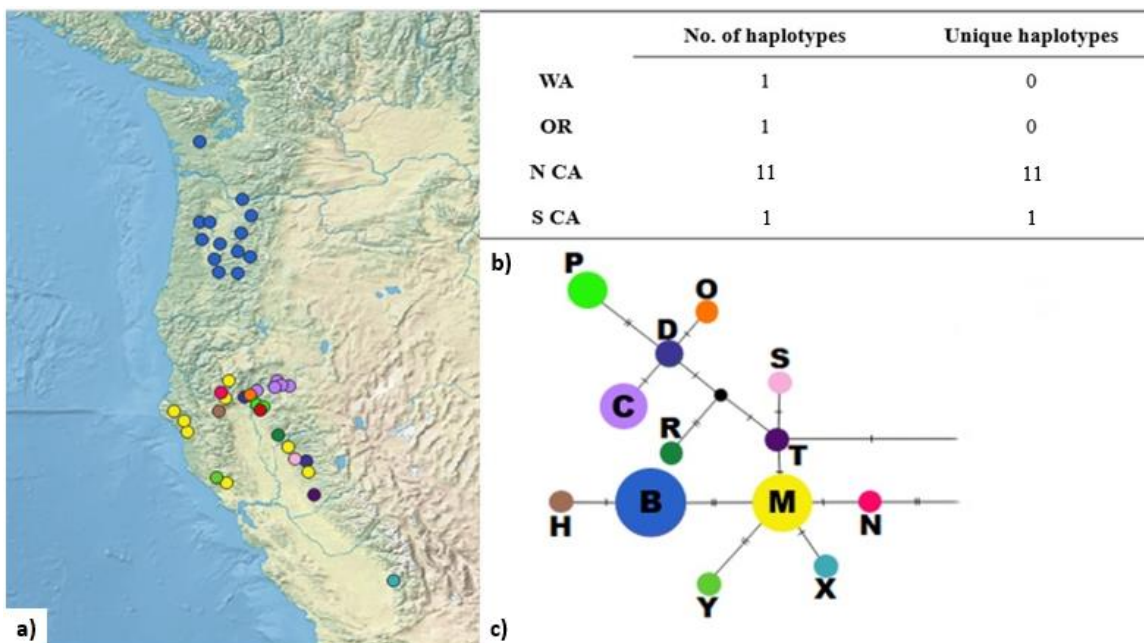 No. of haplotypes Unique haplotypes
WA 1 0
OR 1 0
N CA 11 11
S CA 1 1
a)
b)
P
O
D
S
C
R
T
H B M N
Y X
c)